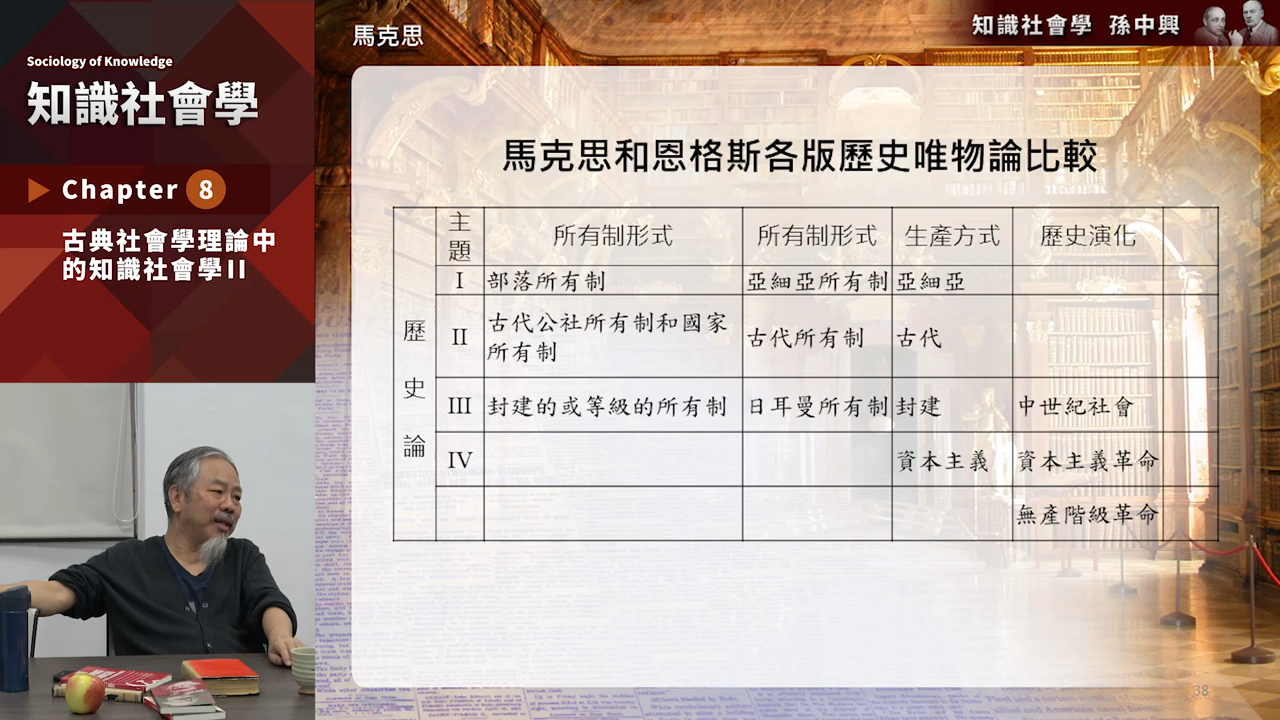 Sociology of Knowledge
知識社會學
Chapter 8
古典社會學理論中
的知識社會學II
馬克思
知識社會學 孫中興
馬克思和恩格斯各版歷史唯物論比較
歷史論
主題 所有制形式 所有制形式 生產方式 歷史演化
I 部落所有制 亞細亞所有制 亞細亞
II 古代公社所有制和國家
所有制 古代所有制 古代
III 封建的或等級的所有制 日耳曼所有制 封建 中世紀社會
IV 資本主義 資本主義革命
無產階級革命
38